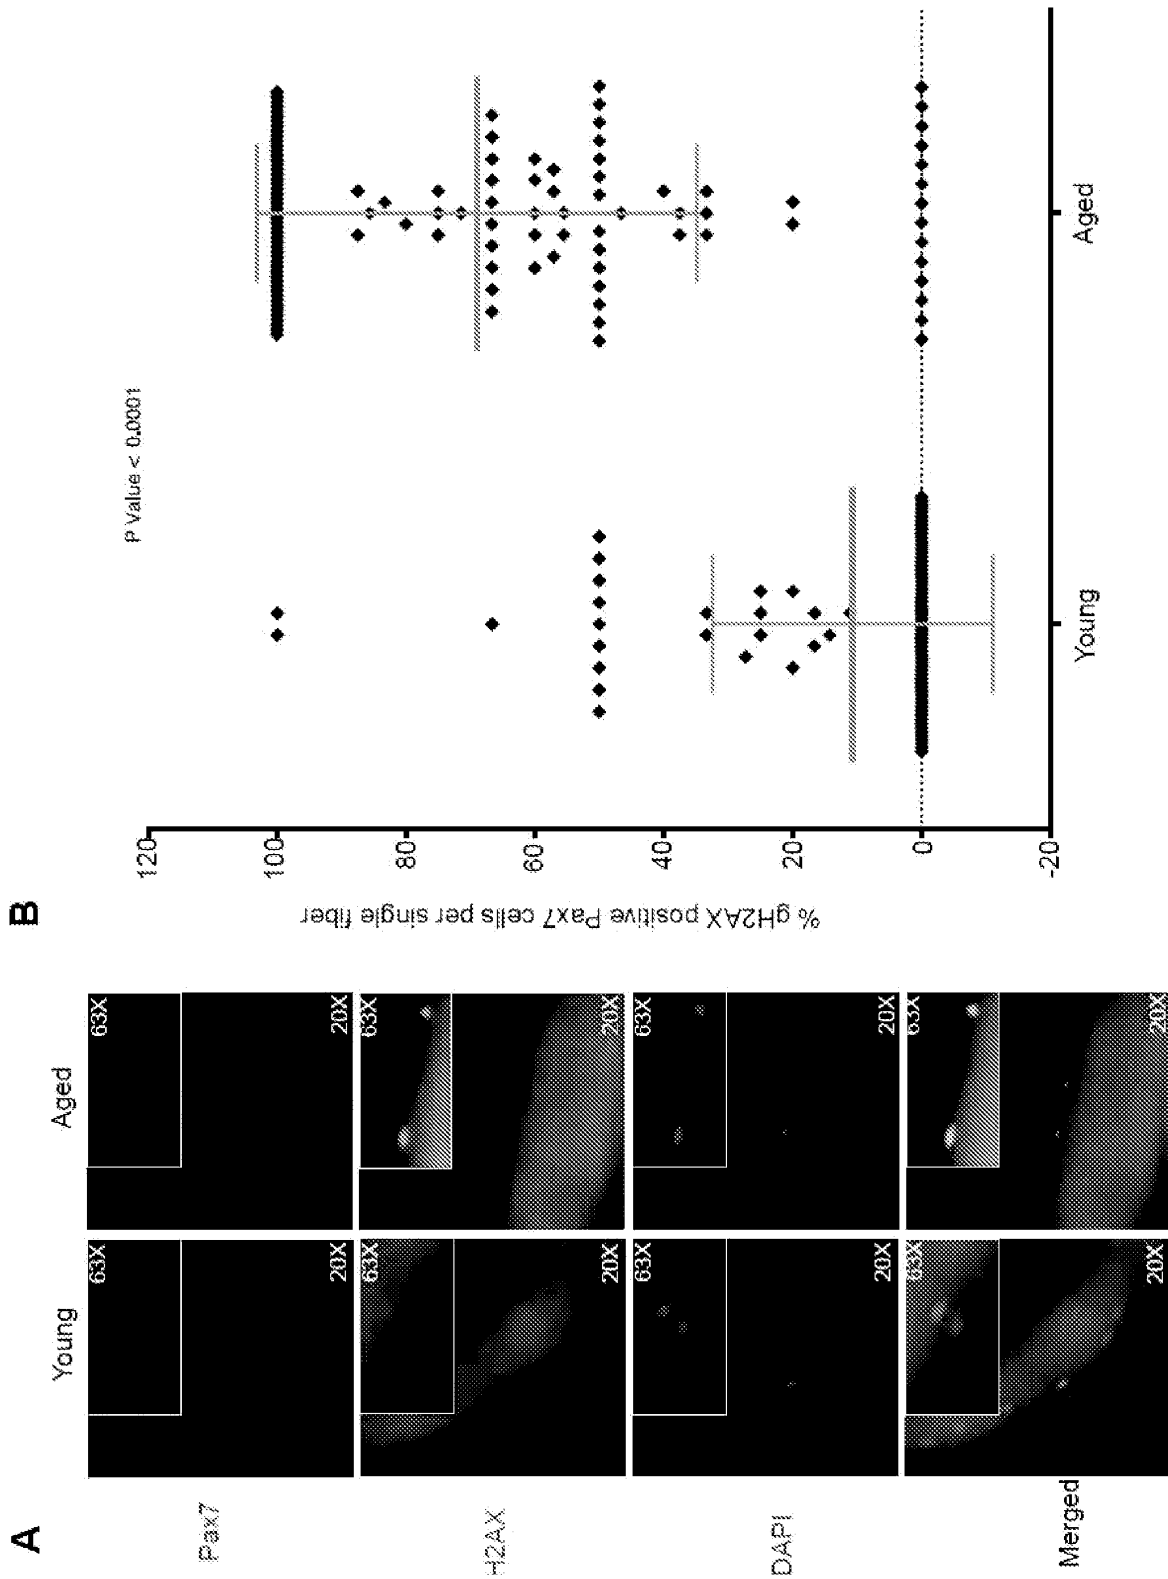 A
Young
Aged
Pax7
63X
20X
63X
20X
H2AX
63X
20X
63X
20X
DAPI
63X
20X
63X
20X
Merged
63X
20X
63X
20X
B
P Value < 0.0001
% gH2AX positive Pax7 cells per single fiber
120
100
80
60
40
20
0
-20
Young
Aged